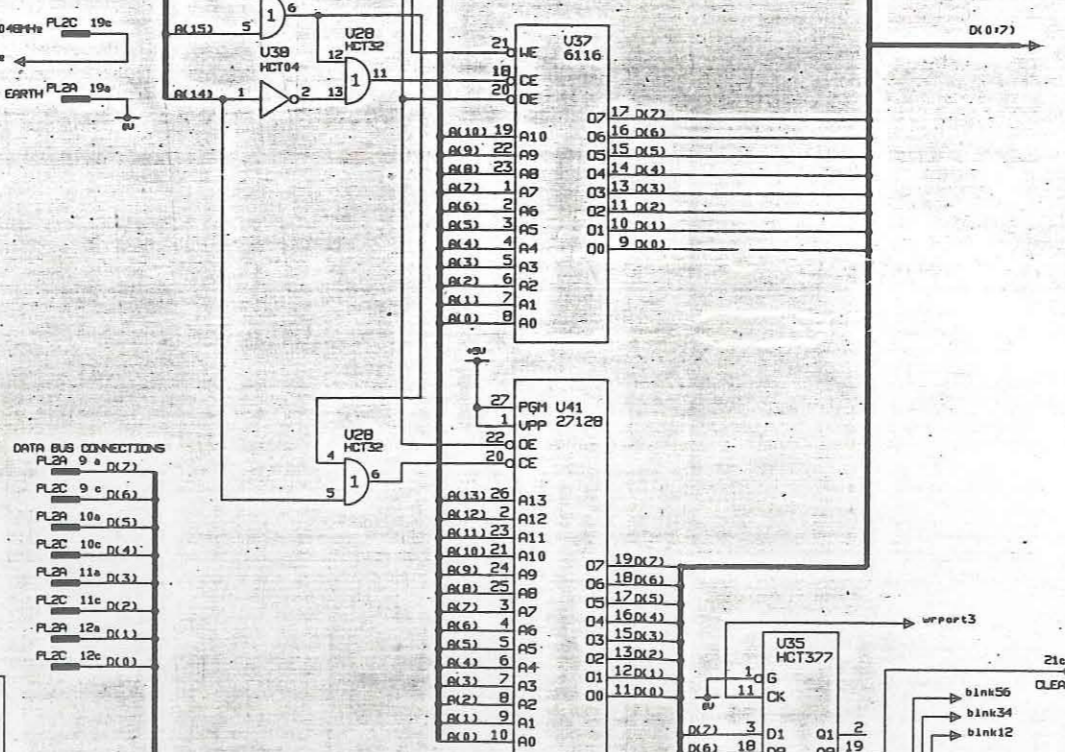 PL2C 19c
EARTH PL2A 19a
0V
A(15) 5
1
6
U38
HCT04
A(14) 1
2
U28
HCT32
12
13
1
11
21 WE
18 CE
20 OE
U37
6116
A(10) 19 A10
A(9) 22 A9
A(8) 23 A8
A(7) 1 A7
A(6) 2 A6
A(5) 3 A5
A(4) 4 A4
A(3) 5 A3
A(2) 6 A2
A(1) 7 A1
A(0) 8 A0
O7 17 D(7)
O6 16 D(6)
O5 15 D(5)
O4 14 D(4)
O3 13 D(3)
O2 11 D(2)
O1 10 D(1)
O0 9 D(0)
D(0:7)
+5V
27 PGM U41
1 VPP 27128
22 OE
20 CE
U28
HCT32
4
5
1
6
A(13) 26 A13
A(12) 2 A12
A(11) 23 A11
A(10) 21 A10
A(9) 24 A9
A(8) 25 A8
A(7) 3 A7
A(6) 4 A6
A(5) 5 A5
A(4) 6 A4
A(3) 7 A3
A(2) 8 A2
A(1) 9 A1
A(0) 10 A0
O7 19 D(7)
O6 18 D(6)
O5 17 D(5)
O4 16 D(4)
O3 15 D(3)
O2 13 D(2)
O1 12 D(1)
O0 11 D(0)
DATA BUS CONNECTIONS
PL2A 9 a D(7)
PL2C 9 c D(6)
PL2A 10a D(5)
PL2C 10c D(4)
PL2A 11a D(3)
PL2C 11c D(2)
PL2A 12a D(1)
PL2C 12c D(0)
wrport3
U35
HCT377
1 G
11 CK
0V
D(7) 3 D1
Q1 2
D(6) 18
19
21c
blnk56
blnk34
blnk12